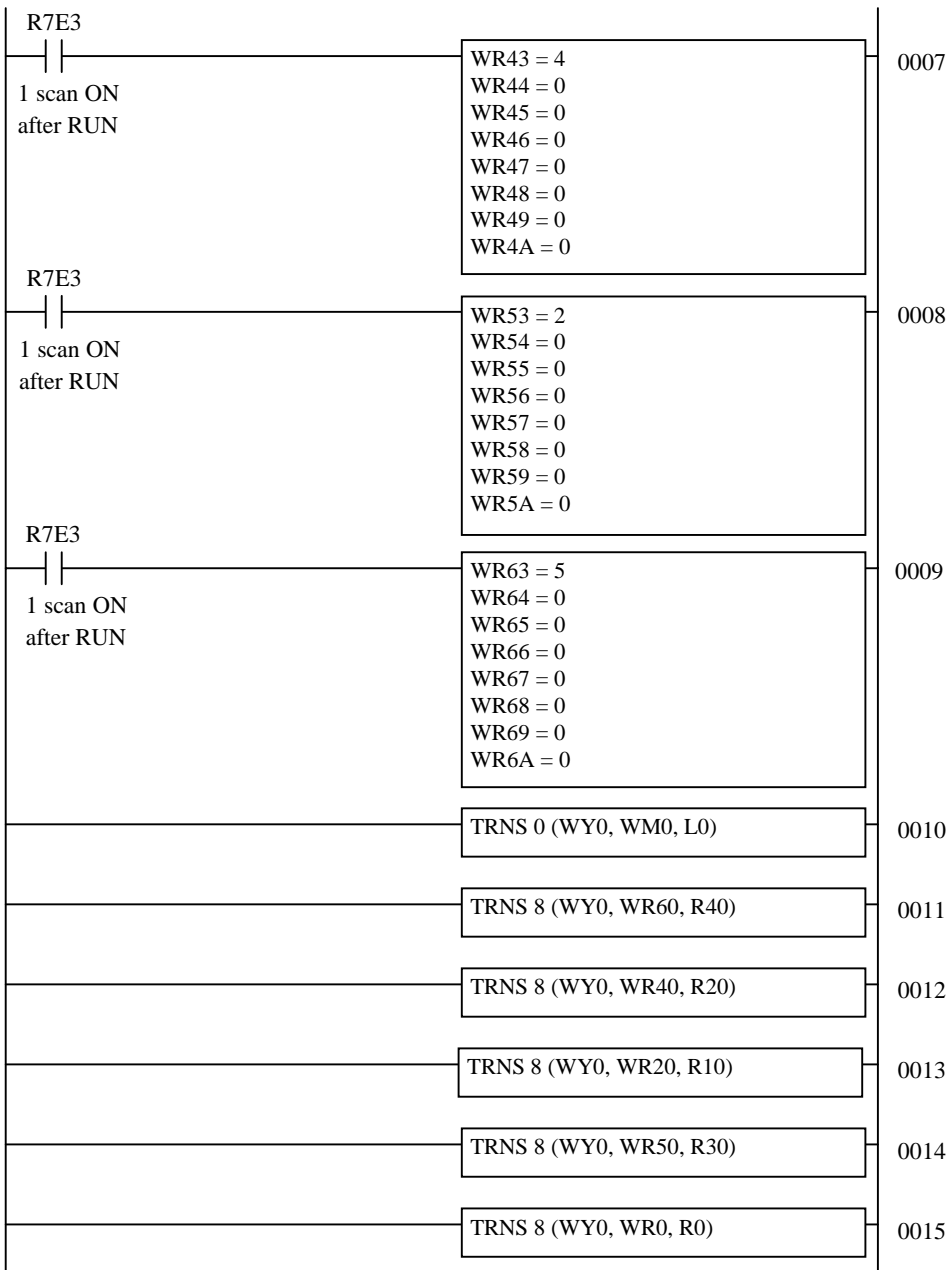 R7E3
1 scan ON
after RUN
WR43 = 4
WR44 = 0
WR45 = 0
WR46 = 0
WR47 = 0
WR48 = 0
WR49 = 0
WR4A = 0
0007
R7E3
1 scan ON
after RUN
WR53 = 2
WR54 = 0
WR55 = 0
WR56 = 0
WR57 = 0
WR58 = 0
WR59 = 0
WR5A = 0
0008
R7E3
1 scan ON
after RUN
WR63 = 5
WR64 = 0
WR65 = 0
WR66 = 0
WR67 = 0
WR68 = 0
WR69 = 0
WR6A = 0
0009
TRNS 0 (WY0, WM0, L0)
0010
TRNS 8 (WY0, WR60, R40)
0011
TRNS 8 (WY0, WR40, R20)
0012
TRNS 8 (WY0, WR20, R10)
0013
TRNS 8 (WY0, WR50, R30)
0014
TRNS 8 (WY0, WR0, R0)
0015